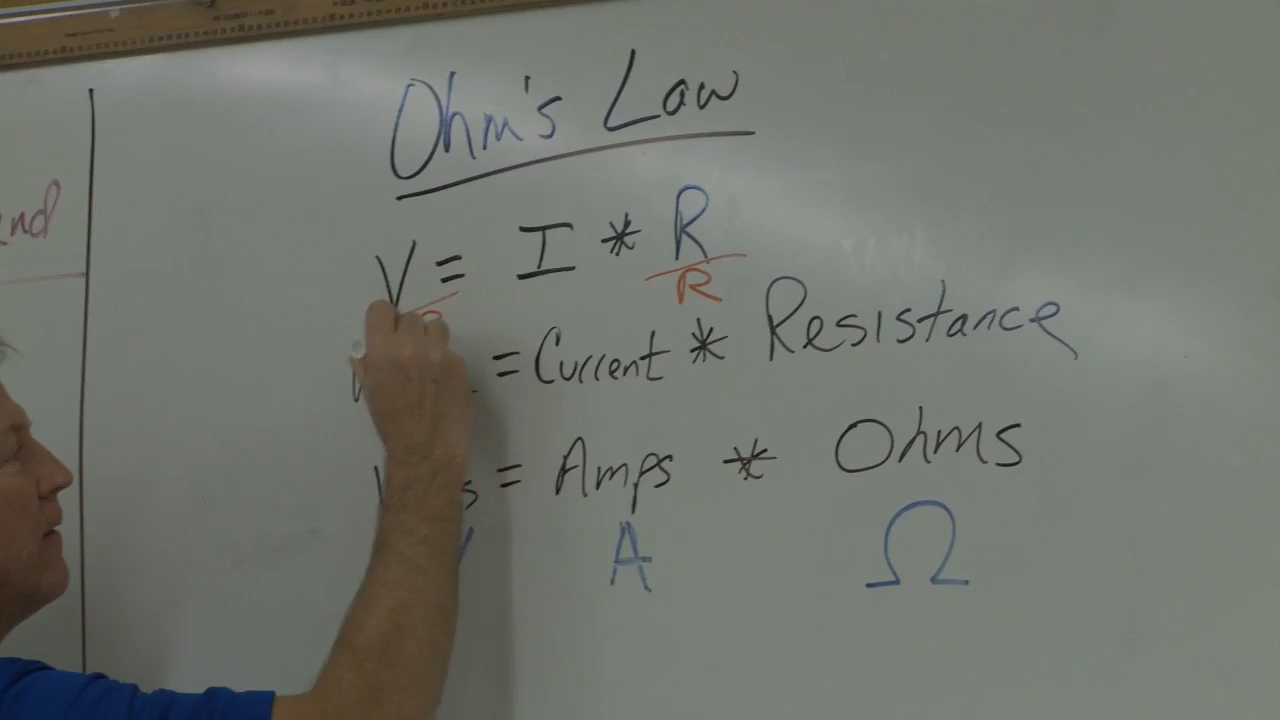 Ohm's Law
V = I * R
R
= Current * Resistance
= Amps * Ohms
A Ω